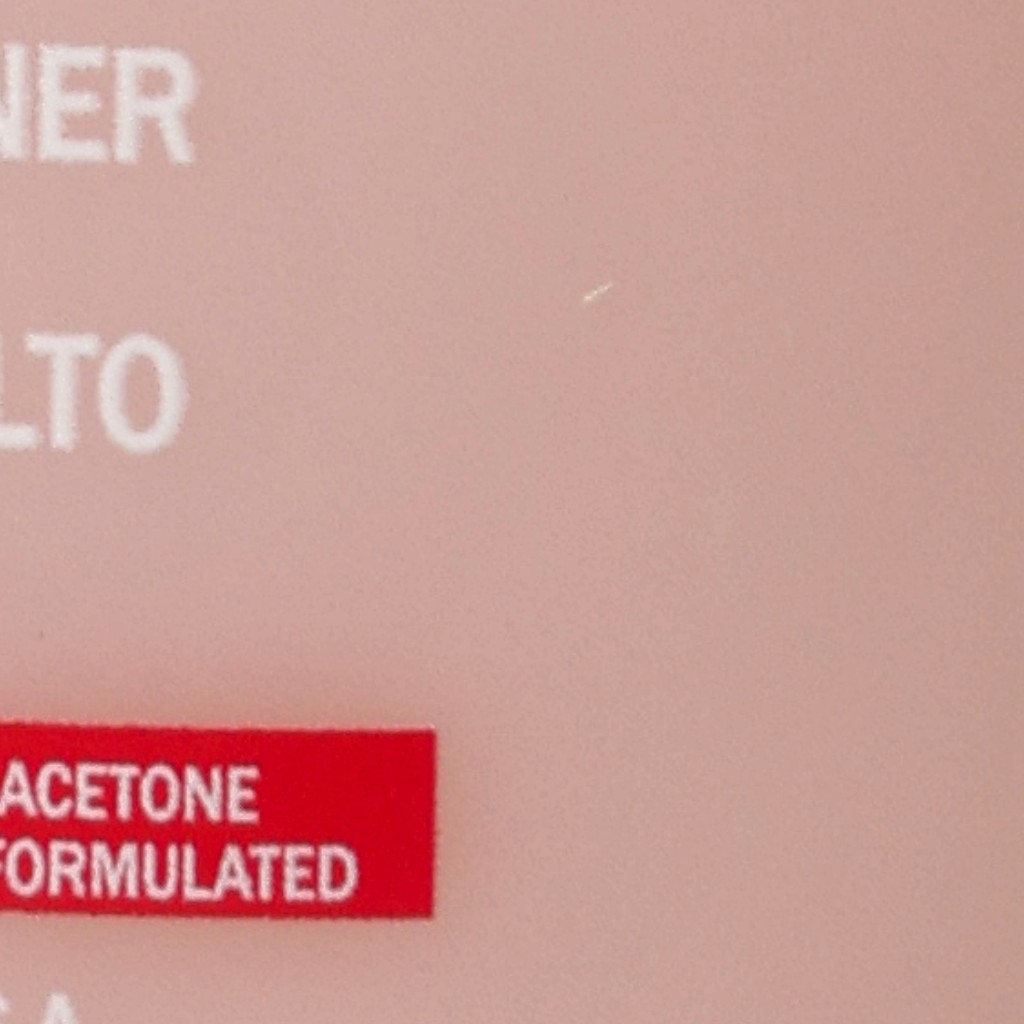 NER
LTO
ACETONE
FORMULATED